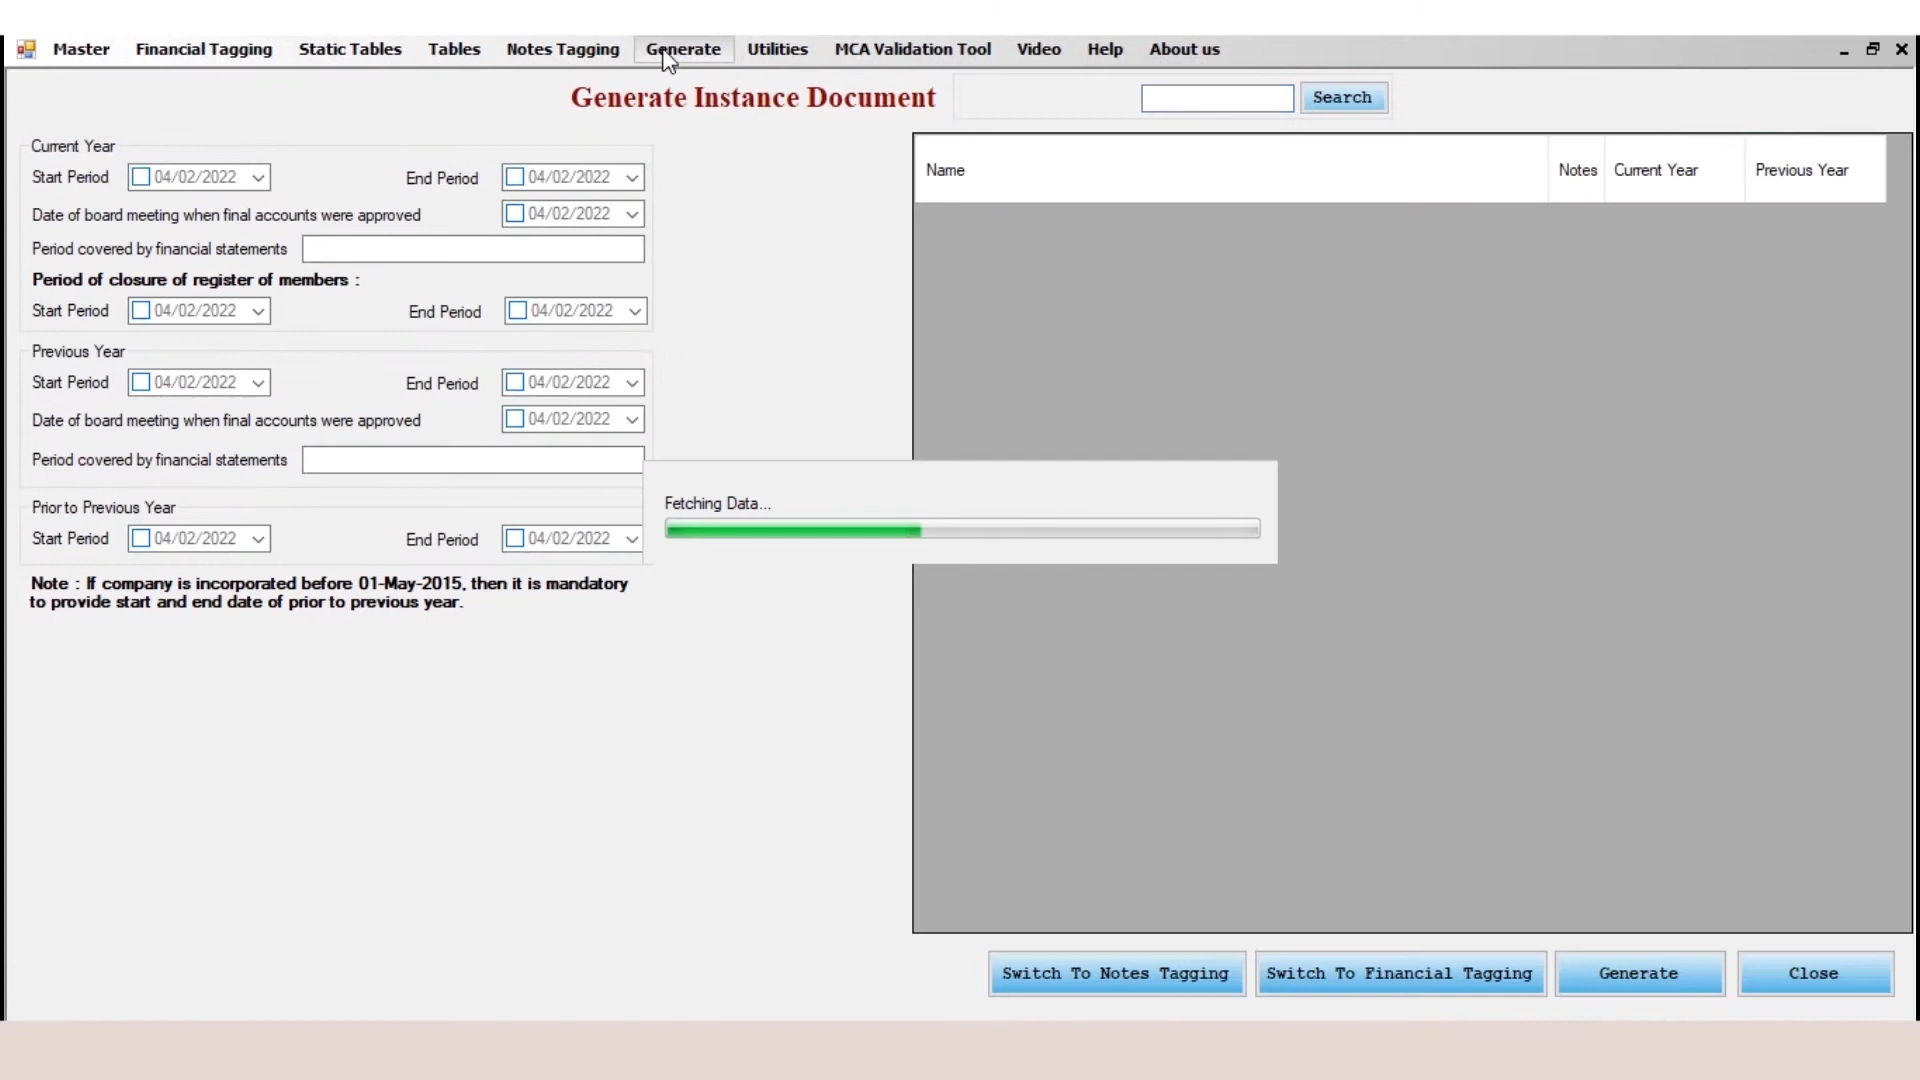 Master Financial Tagging Static Tables Tables Notes Tagging Generate Utilities MCA Validation Tool Video Help About us
Generate Instance Document Search
Current Year
Start Period 04/02/2022 End Period 04/02/2022
Date of board meeting when final accounts were approved 04/02/2022
Period covered by financial statements
Period of closure of register of members :
Start Period 04/02/2022 End Period 04/02/2022
Previous Year
Start Period 04/02/2022 End Period 04/02/2022
Date of board meeting when final accounts were approved 04/02/2022
Period covered by financial statements
Prior to Previous Year
Start Period 04/02/2022 End Period 04/02/2022
Note : If company is incorporated before 01-May-2015, then it is mandatory
to provide start and end date of prior to previous year.
Name Notes Current Year Previous Year
Fetching Data...
Switch To Notes Tagging Switch To Financial Tagging Generate Close